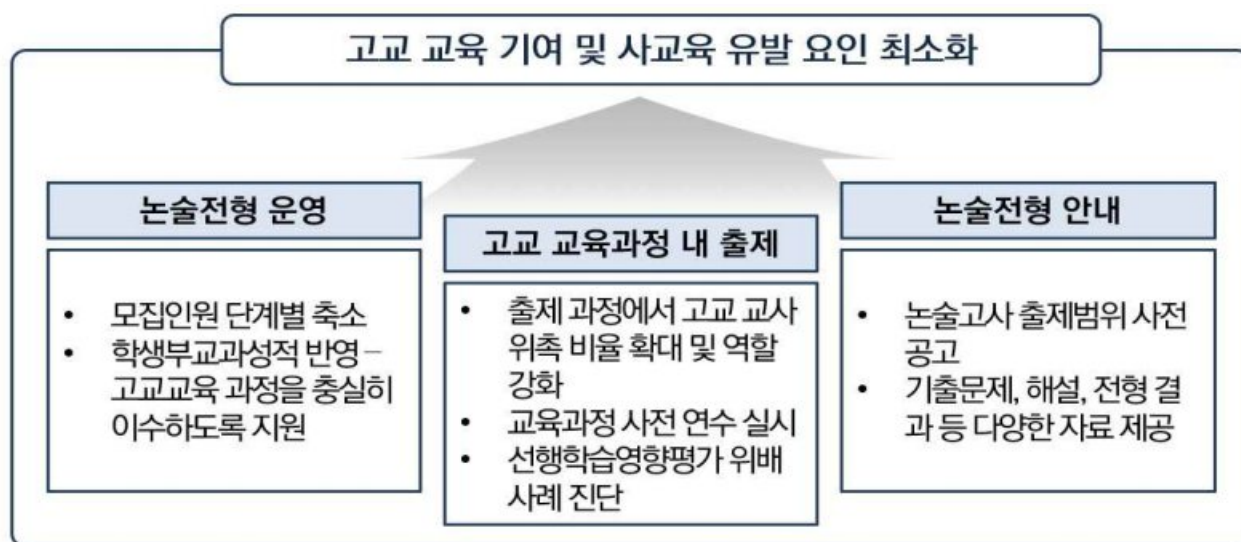 고교 교육 기여 및 사교육 유발 요인 최소화
논술전형 운영
• 모집인원 단계별 축소
• 학생부교과성적 반영 –
고교교육 과정을 충실히
이수하도록 지원
고교 교육과정 내 출제
• 출제 과정에서 고교 교사
위촉 비율 확대 및 역할
강화
• 교육과정 사전 연수 실시
• 선행학습영향평가 위배
사례 진단
논술전형 안내
• 논술고사 출제범위 사전
공고
• 기출문제, 해설, 전형 결
과 등 다양한 자료 제공